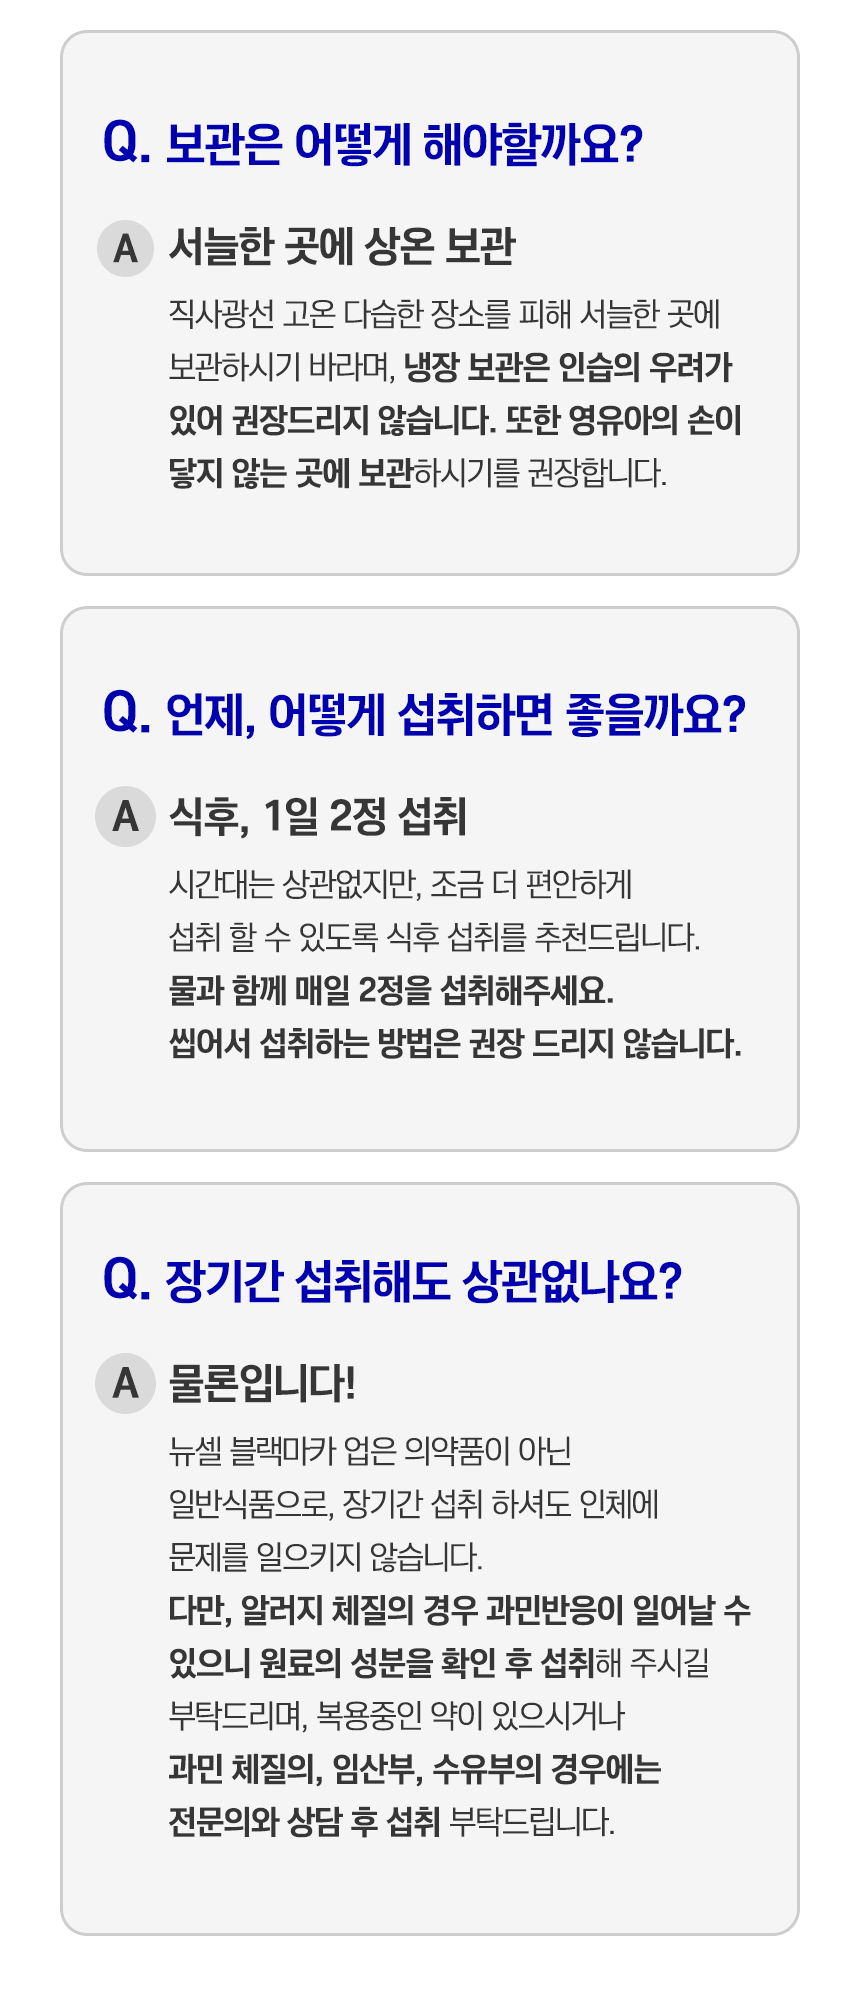 Q. 보관은 어떻게 해야할까요?
A 서늘한 곳에 상온 보관
직사광선 고온 다습한 장소를 피해 서늘한 곳에
보관하시기 바라며, 냉장 보관은 인습의 우려가
있어 권장드리지 않습니다. 또한 영유아의 손이
닿지 않는 곳에 보관하시기를 권장합니다.
Q. 언제, 어떻게 섭취하면 좋을까요?
A 식후, 1일 2정 섭취
시간대는 상관없지만, 조금 더 편안하게
섭취 할 수 있도록 식후 섭취를 추천드립니다.
물과 함께 매일 2정을 섭취해주세요.
씹어서 섭취하는 방법은 권장 드리지 않습니다.
Q. 장기간 섭취해도 상관없나요?
A 물론입니다!
뉴셀 블랙마카 업은 의약품이 아닌
일반식품으로, 장기간 섭취 하셔도 인체에
문제를 일으키지 않습니다.
다만, 알러지 체질의 경우 과민반응이 일어날 수
있으니 원료의 성분을 확인 후 섭취해 주시길
부탁드리며, 복용중인 약이 있으시거나
과민 체질의, 임산부, 수유부의 경우에는
전문의와 상담 후 섭취 부탁드립니다.